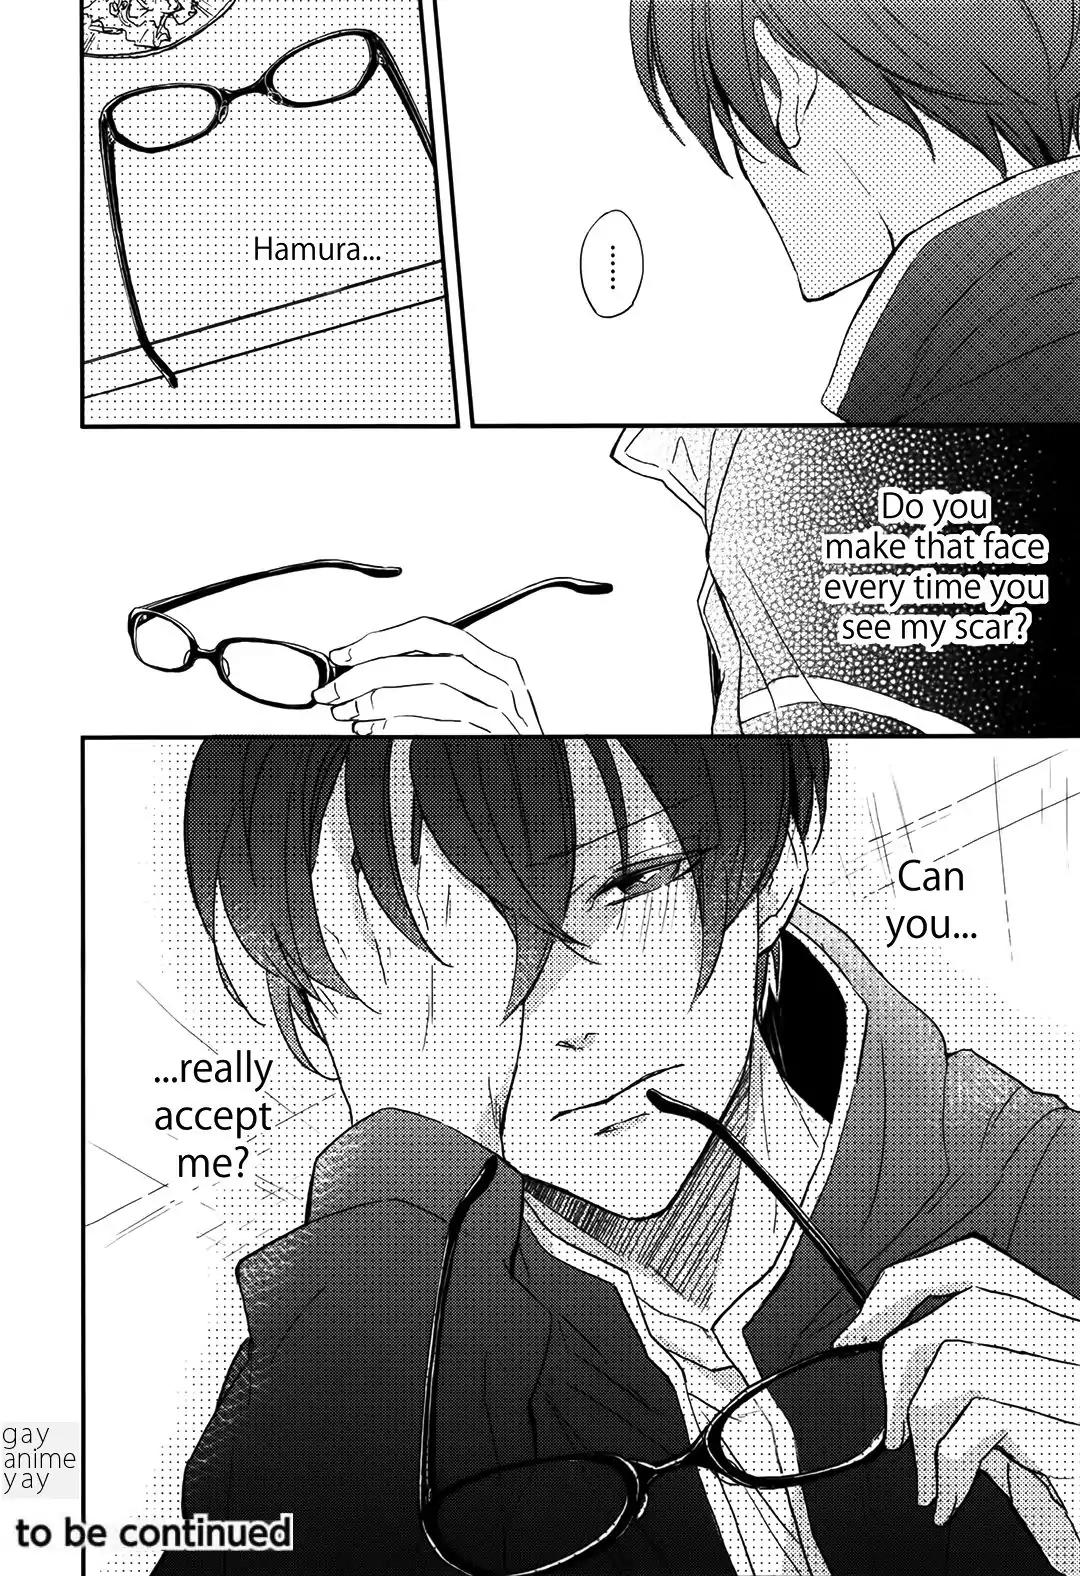 ......
Hamura...
Do you
make that face
every time you
see my scar?
Can
you...
...really
accept
me?
gay
anime
yay
to be continued